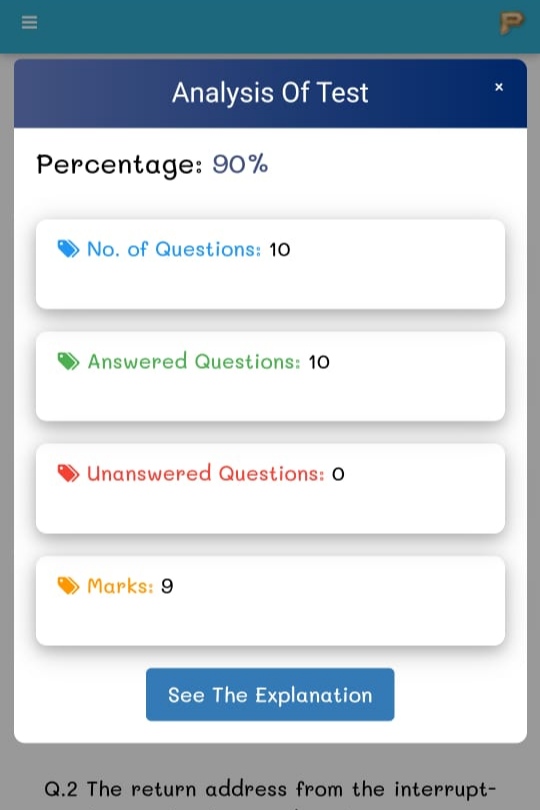 Analysis Of Test
×
Percentage: 90%
No. of Questions: 10
Answered Questions: 10
Unanswered Questions: 0
Marks: 9
See The Explanation
Q.2 The return address from the interrupt-